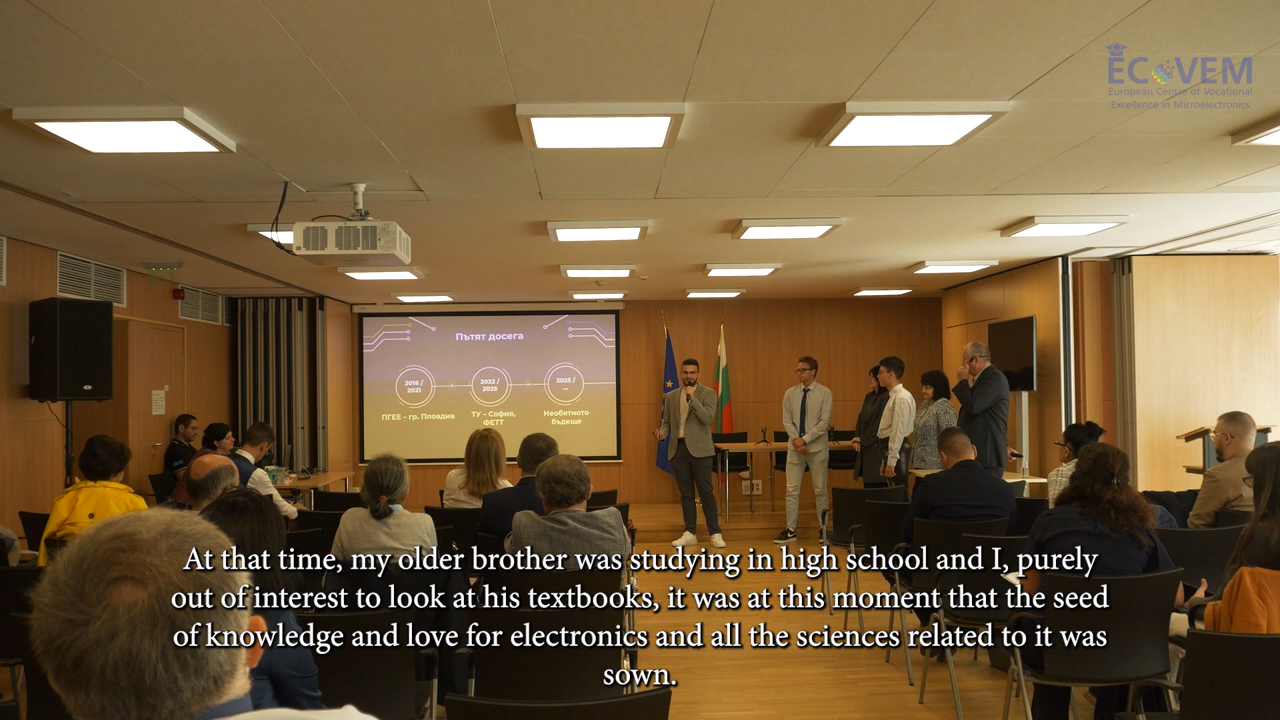 ECOVEM
European Centre of Vocational
Excellence in Microelectronics
Пътят досега
2016 /
2021
2022 /
2025
2025 /
...
ПГЕЕ – гр. Пловдив
ТУ – София,
ФЕТТ
Необятното
бъдеще
At that time, my older brother was studying in high school and I, purely
out of interest to look at his textbooks, it was at this moment that the seed
of knowledge and love for electronics and all the sciences related to it was
sown.